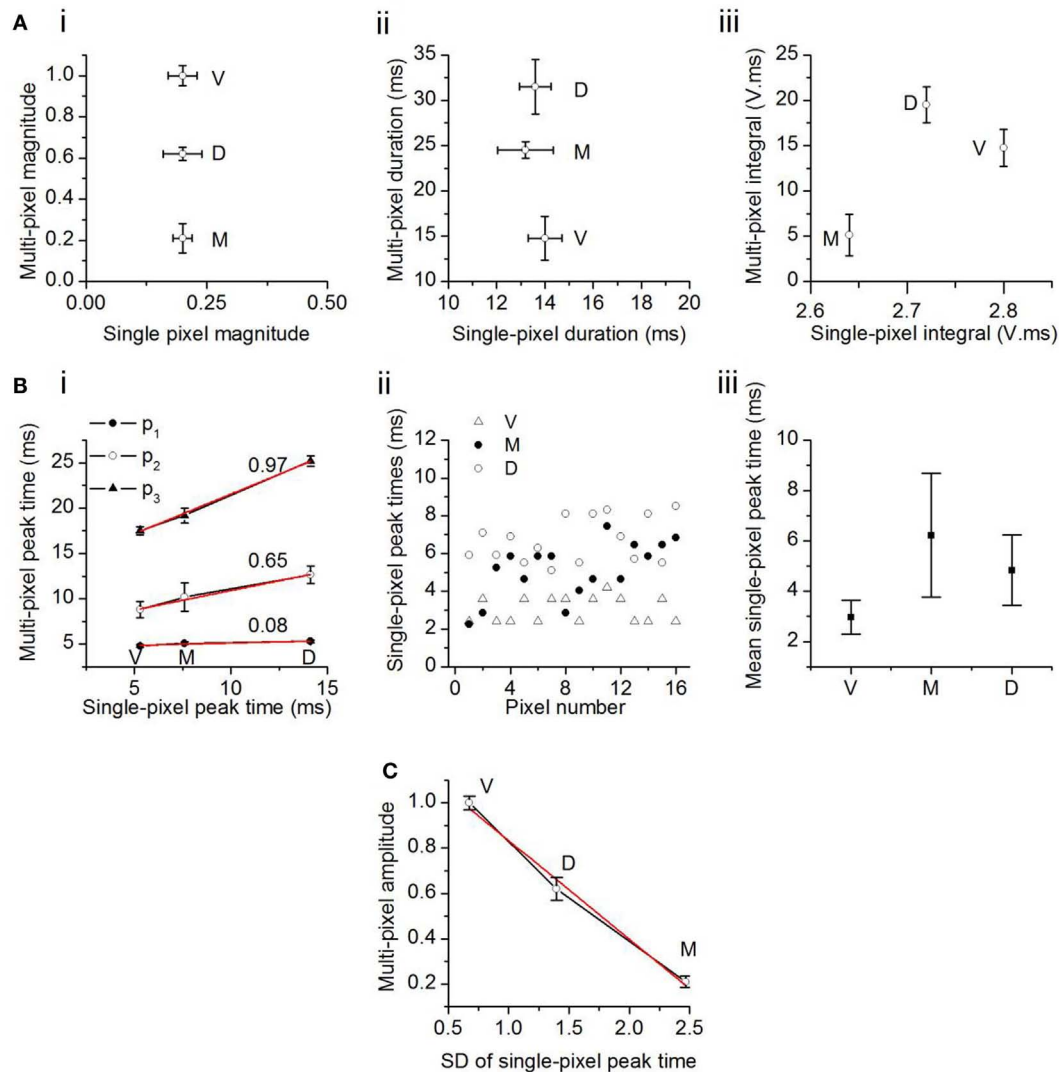 A
i
Multi-pixel magnitude
1.0
0.8
0.6
0.4
0.2
0.0
V
D
M
0.00
0.25
0.50
Single pixel magnitude
ii
Multi-pixel duration (ms)
35
30
25
20
15
10
D
M
V
10 12 14 16 18 20
Single-pixel duration (ms)
iii
Multi-pixel integral (V.ms)
25
20
15
10
5
0
D
V
M
2.6 2.7 2.8
Single-pixel integral (V.ms)
B
i
p1
p2
p3
Multi-pixel peak time (ms)
25
20
15
10
5
0.97
0.65
0.08
V M D
5 10 15
Single-pixel peak time (ms)
ii
V
M
D
Single-pixel peak times (ms)
12
10
8
6
4
2
0
0 4 8 12 16
Pixel number
iii
Mean single-pixel peak time (ms)
10
8
6
4
2
V M D
C
Multi-pixel amplitude
1.0
0.8
0.6
0.4
0.2
V
D
M
0.5 1.0 1.5 2.0 2.5
SD of single-pixel peak time